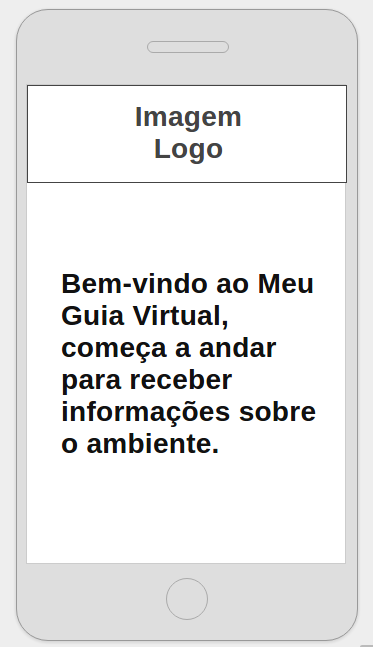 Imagem
Logo
Bem-vindo ao Meu
Guia Virtual,
começa a andar
para receber
informações sobre
o ambiente.